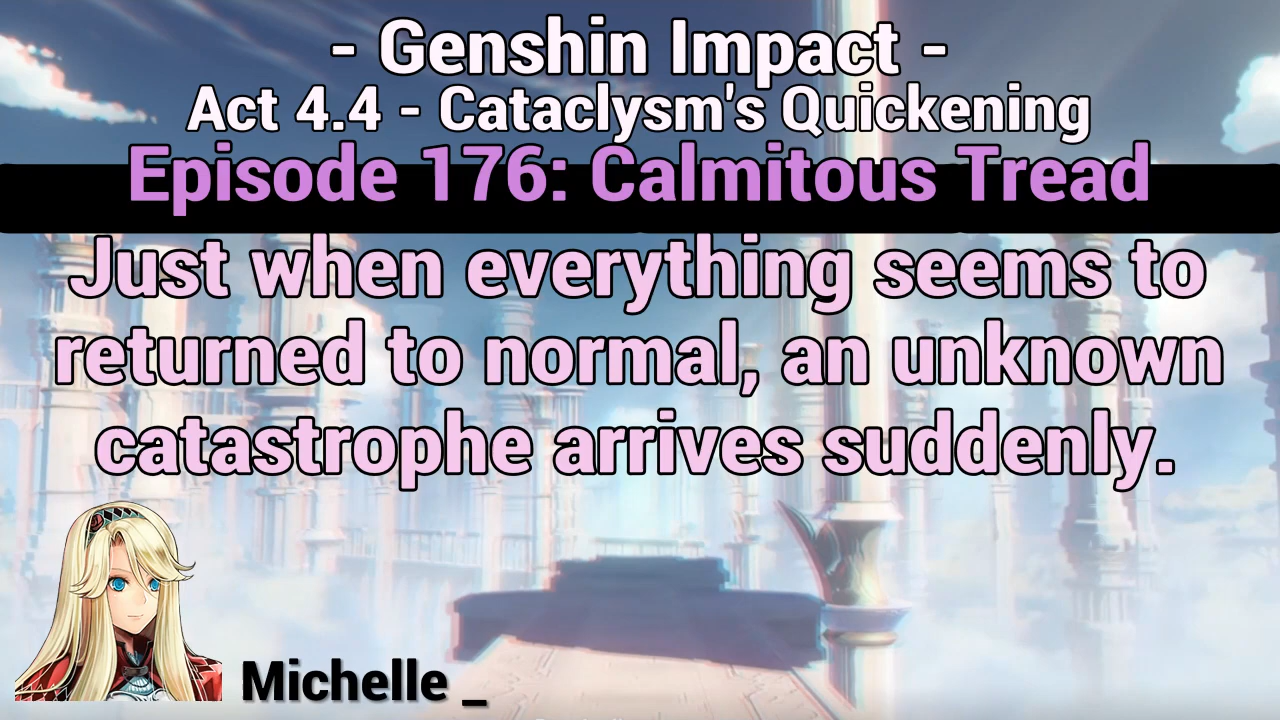 - Genshin Impact -
Act 4.4 - Cataclysm's Quickening
Episode 176: Calmitous Tread
Just when everything seems to
returned to normal, an unknown
catastrophe arrives suddenly.
Michelle _